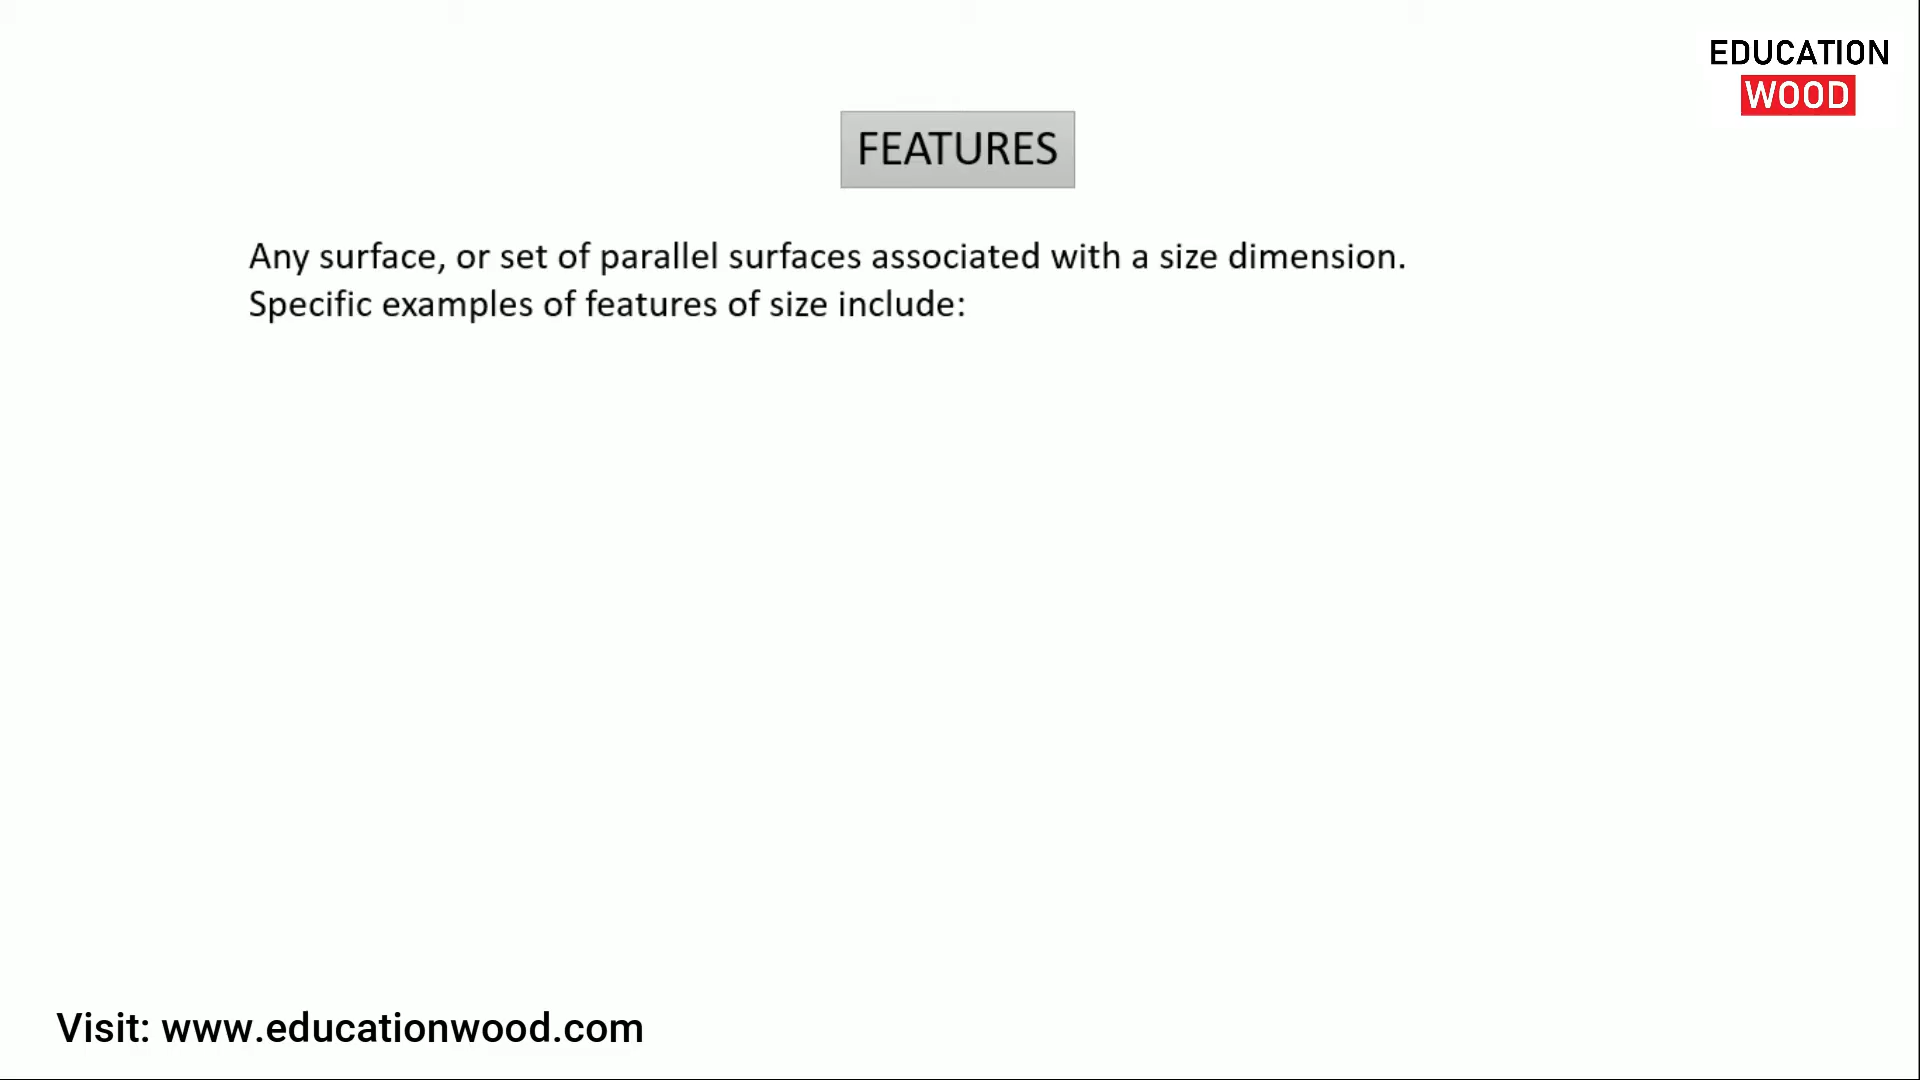 EDUCATION
WOOD
FEATURES
Any surface, or set of parallel surfaces associated with a size dimension.
Specific examples of features of size include:
Visit: www.educationwood.com